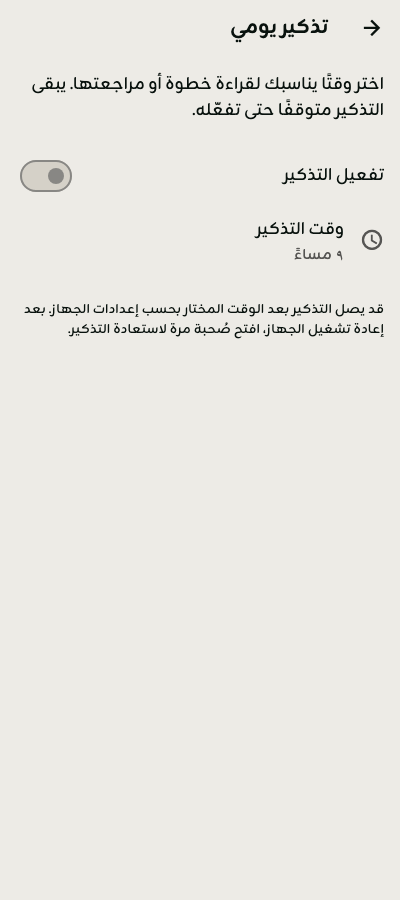 تذكير يومي
اختر وقتًا يناسبك لقراءة خطوة أو مراجعتها. يبقى
التذكير متوقفًا حتى تفعّله.
تفعيل التذكير
وقت التذكير
٩ مساءً
قد يصل التذكير بعد الوقت المختار بحسب إعدادات الجهاز. بعد
إعادة تشغيل الجهاز، افتح صُحبة مرة لاستعادة التذكير.